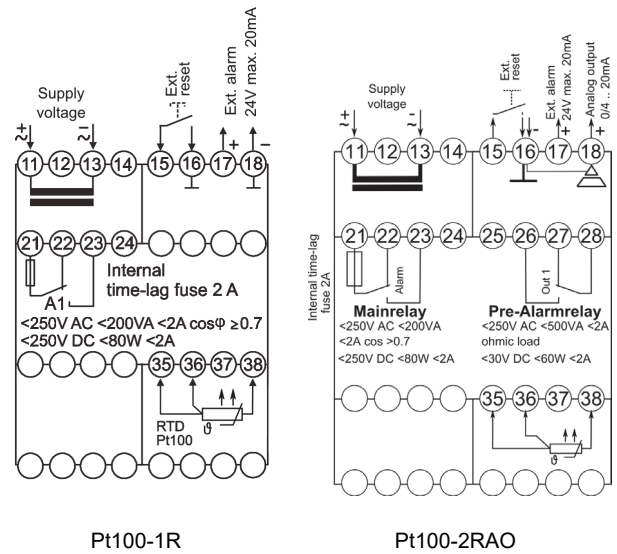 Supply
voltage
Ext.
reset
Ext. alarm
24V max. 20mA
≂+
≂-
+
-
11 12 13 14 15 16 17 18
21 22 23 24
Internal
time-lag fuse 2 A
A1
<250V AC <200VA <2A cosφ ≥0.7
<250V DC <80W <2A
35 36 37 38
RTD
Pt100
ϑ
Pt100-1R
Supply
voltage
Ext.
reset
Ext. alarm
24V max. 20mA
Analog output
0/4 .. 20mA
≂+
≂-
-
+
+
11 12 13 14 15 16 17 18
21 22 23 24 25 26 27 28
Internal time-lag
fuse 2A
Alarm
Out 1
Mainrelay
<250V AC <200VA
<2A cos >0.7
<250V DC <80W <2A
Pre-Alarmrelay
<250V AC <500VA <2A
ohmic load
<30V DC <60W <2A
35 36 37 38
ϑ
Pt100-2RAO